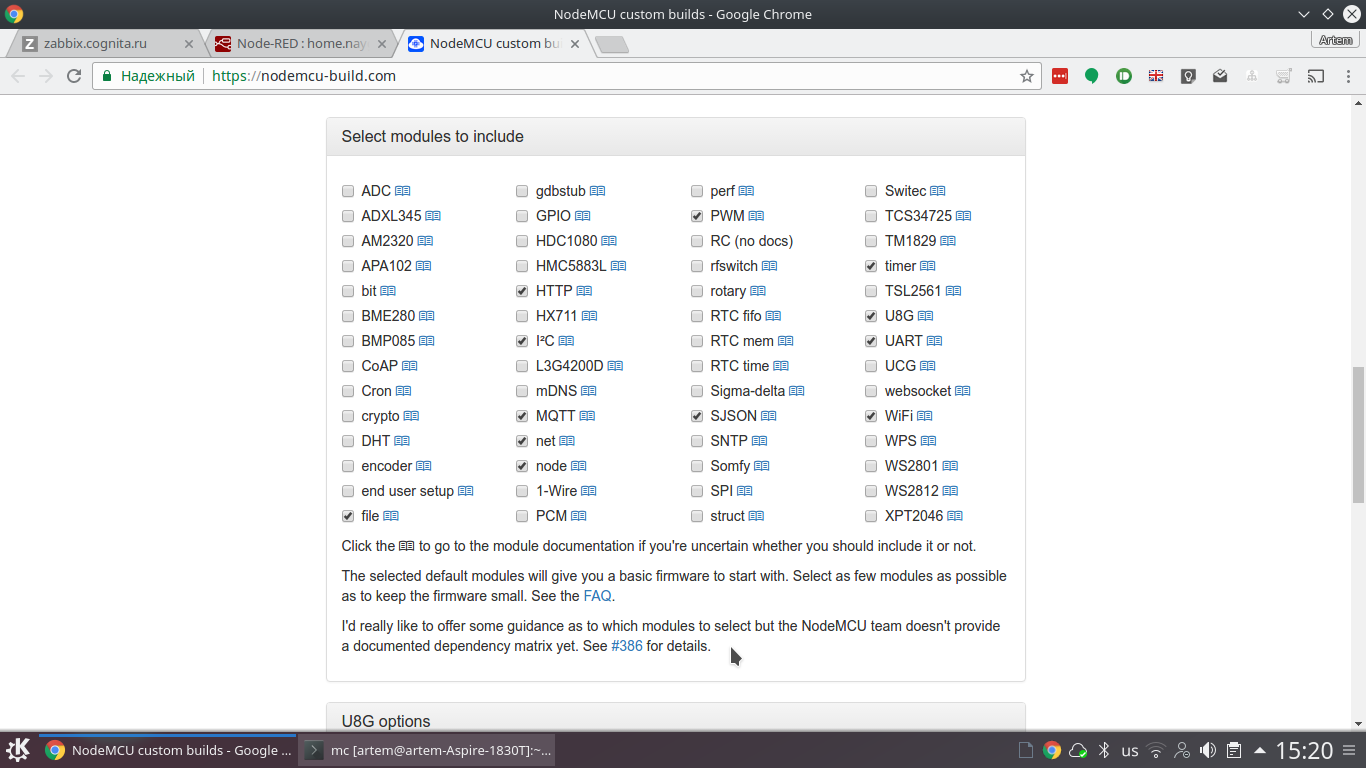 NodeMCU custom builds - Google Chrome
zabbix.cognita.ru
Node-RED : home.nay
NodeMCU custom bu
Artem
Надежный
https://nodemcu-build.com
Select modules to include
ADC
gdbstub
perf
Switec
ADXL345
GPIO
PWM
TCS34725
AM2320
HDC1080
RC (no docs)
TM1829
APA102
HMC5883L
rfswitch
timer
bit
HTTP
rotary
TSL2561
BME280
HX711
RTC fifo
U8G
BMP085
I²C
RTC mem
UART
CoAP
L3G4200D
RTC time
UCG
Cron
mDNS
Sigma-delta
websocket
crypto
MQTT
SJSON
WiFi
DHT
net
SNTP
WPS
encoder
node
Somfy
WS2801
end user setup
1-Wire
SPI
WS2812
file
PCM
struct
XPT2046
Click the to go to the module documentation if you're uncertain whether you should include it or not.
The selected default modules will give you a basic firmware to start with. Select as few modules as possible
as to keep the firmware small. See the FAQ.
I'd really like to offer some guidance as to which modules to select but the NodeMCU team doesn't provide
a documented dependency matrix yet. See #386 for details.
U8G options
NodeMCU custom builds - Google ...
mc [artem@artem-Aspire-1830T]:~...
us
15:20